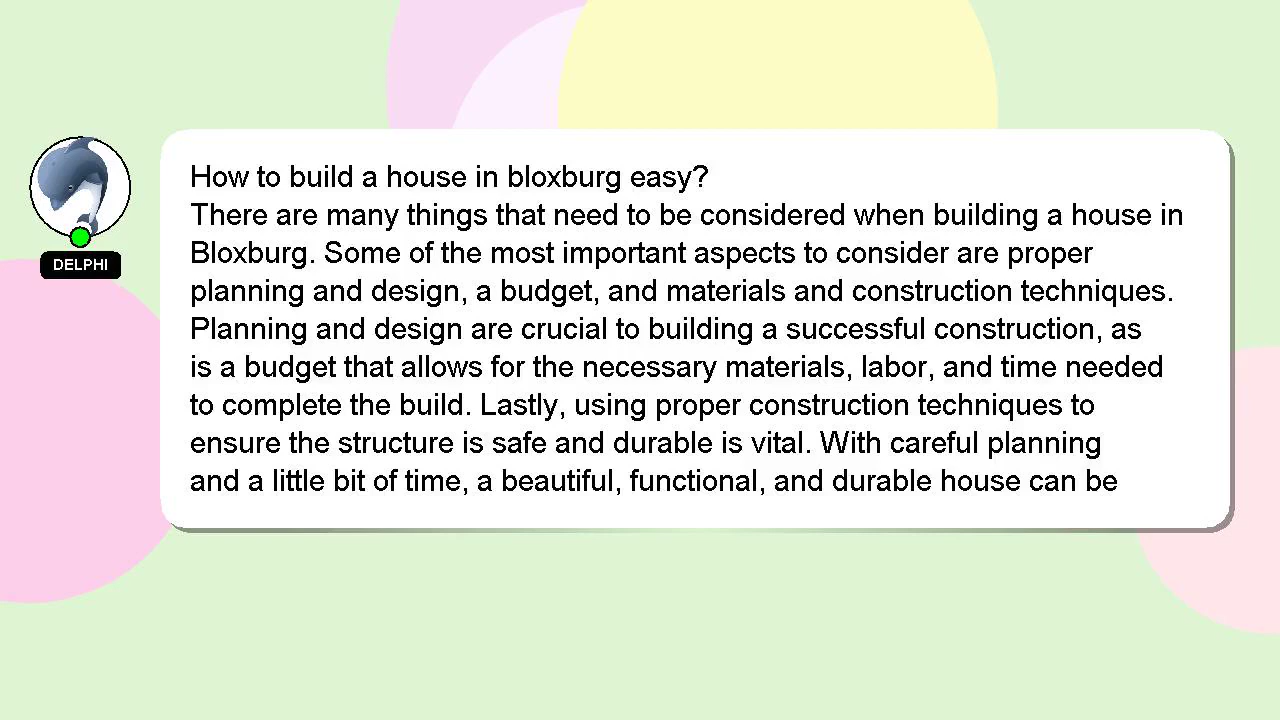 How to build a house in bloxburg easy?
There are many things that need to be considered when building a house in
Bloxburg. Some of the most important aspects to consider are proper
planning and design, a budget, and materials and construction techniques.
Planning and design are crucial to building a successful construction, as
is a budget that allows for the necessary materials, labor, and time needed
to complete the build. Lastly, using proper construction techniques to
ensure the structure is safe and durable is vital. With careful planning
and a little bit of time, a beautiful, functional, and durable house can be
DELPHI